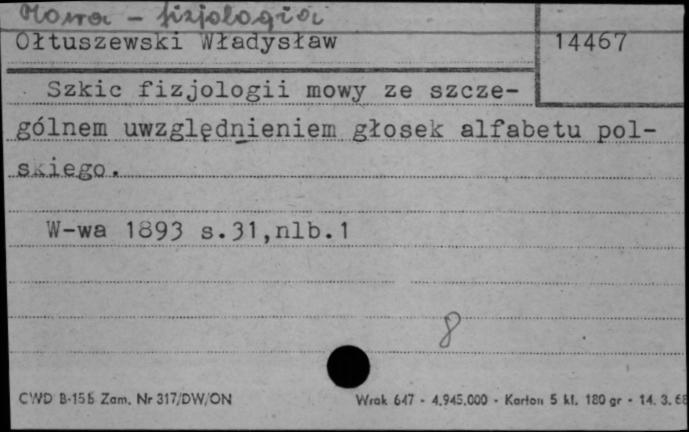 Mowa - fizjologia
Ołtuszewski Władysław
14467
Szkic fizjologii mowy ze szcze-
gólnem uwzględnieniem głosek alfabetu pol-
skiego.
W-wa 1893 s.31,nlb.1
8
CWD B-155 Zam. Nr 317/DW/ON
Wrak 647 - 4.945.000 - Karton 5 kl. 180 gr - 14. 3. 68